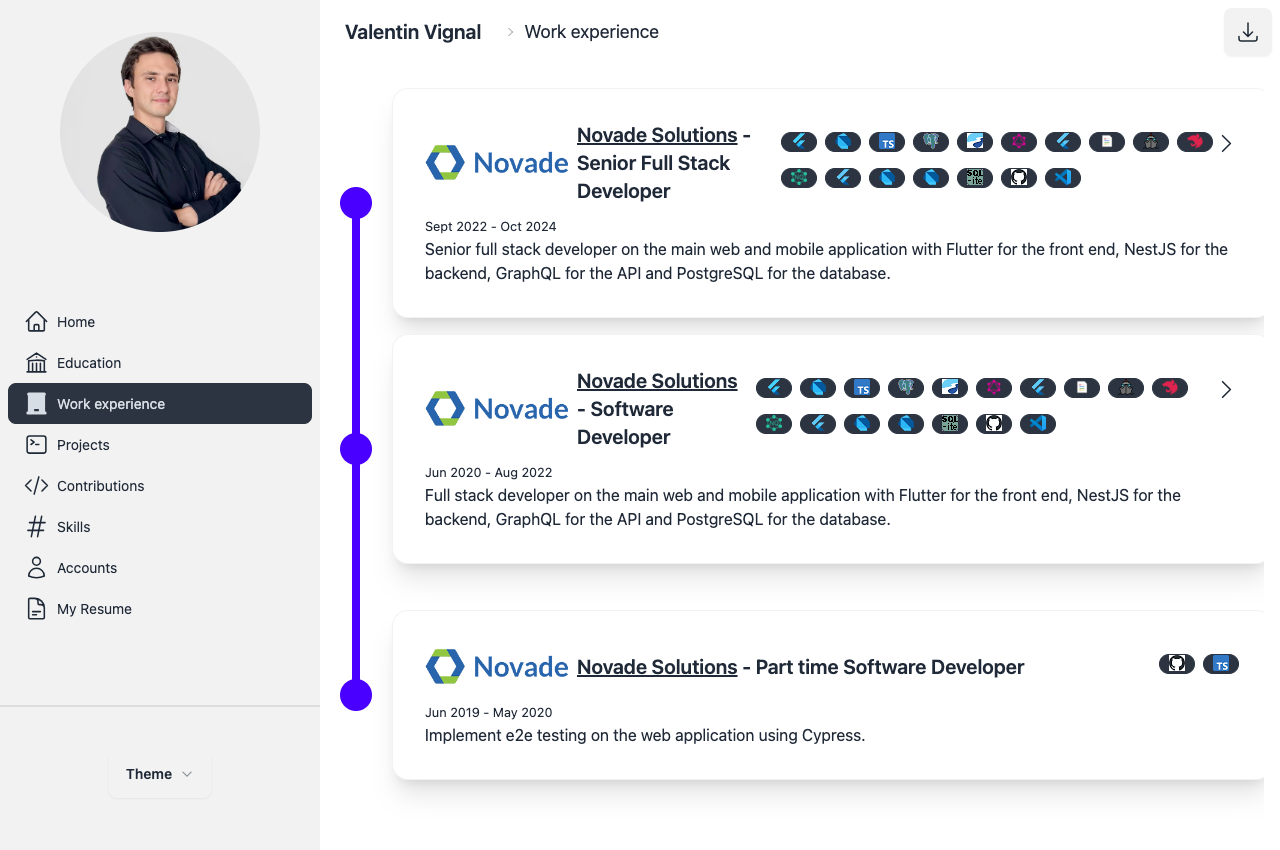 Valentin Vignal
Work experience
Home
Education
Work experience
Projects
Contributions
Skills
Accounts
My Resume
Theme
Novade
Novade Solutions -
Senior Full Stack
Developer
TS
SQL
-ite
Sept 2022 - Oct 2024
Senior full stack developer on the main web and mobile application with Flutter for the front end, NestJS for the
backend, GraphQL for the API and PostgreSQL for the database.
Novade
Novade Solutions
- Software
Developer
TS
SQL
-ite
Jun 2020 - Aug 2022
Full stack developer on the main web and mobile application with Flutter for the front end, NestJS for the
backend, GraphQL for the API and PostgreSQL for the database.
Novade
Novade Solutions - Part time Software Developer
TS
Jun 2019 - May 2020
Implement e2e testing on the web application using Cypress.